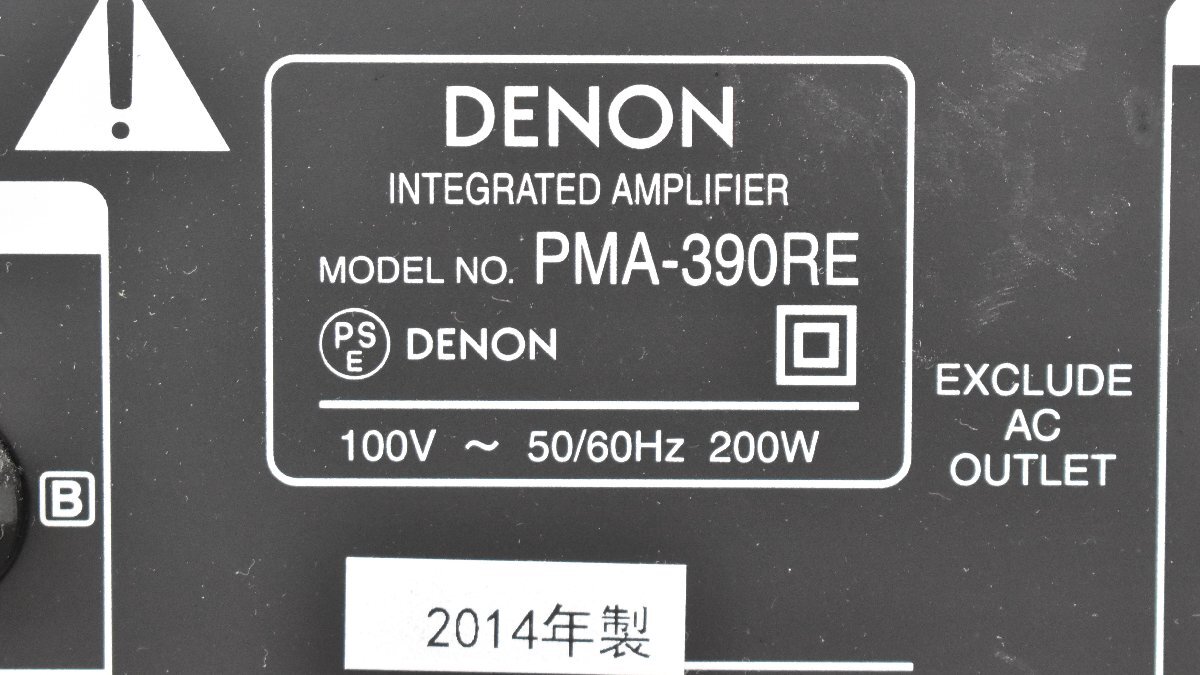 DENON
INTEGRATED AMPLIFIER
MODEL NO. PMA-390RE
PS
E
DENON
100V ～ 50/60Hz 200W
EXCLUDE
AC
OUTLET
B
2014年製